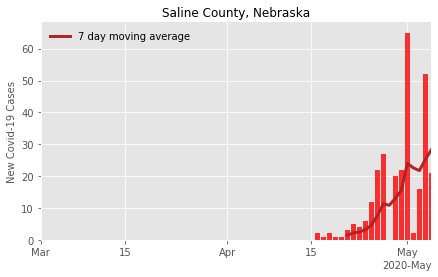 Saline County, Nebraska
7 day moving average
New Covid-19 Cases
60
50
40
30
20
10
0
Mar
15
Apr
15
May
2020-May